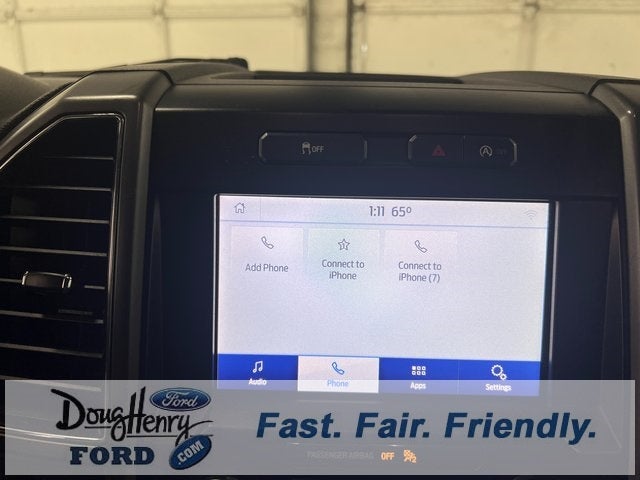 OFF
1:11 65°
Add Phone
Connect to
iPhone
Connect to
iPhone (7)
Audio
Phone
Apps
Settings
Doug Henry
Ford
FORD
.COM
Fast. Fair. Friendly.
PASSENGER AIRBAG OFF